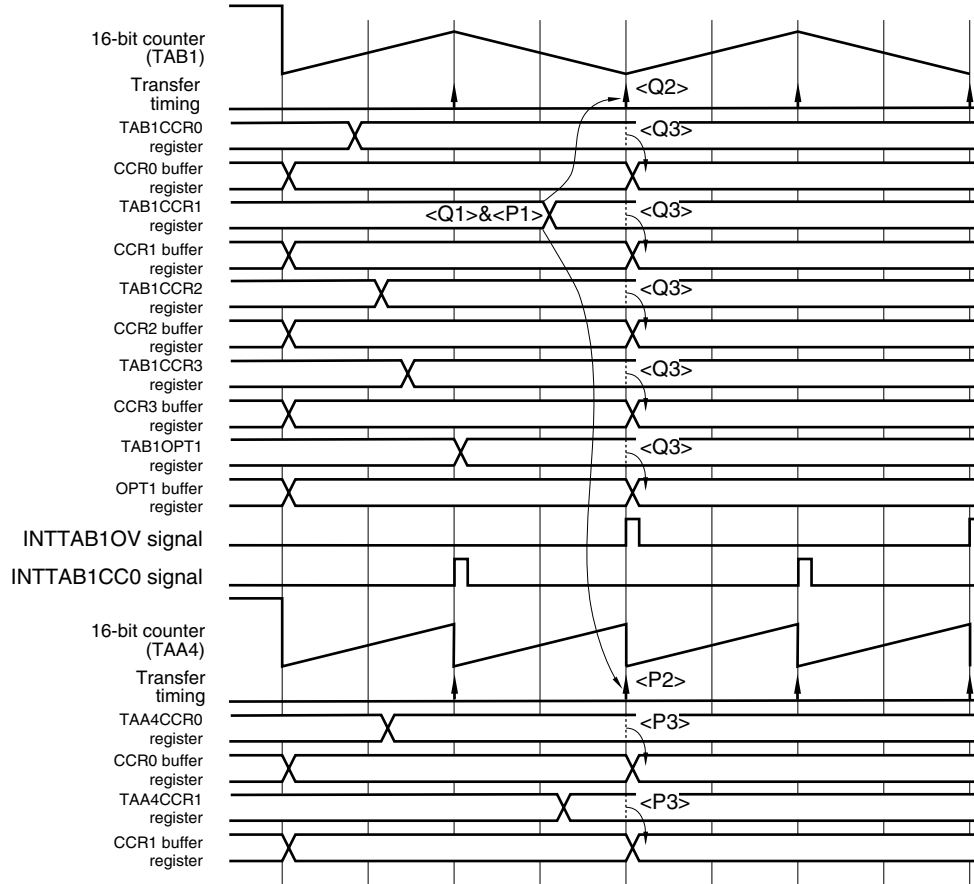 16-bit counter
(TAB1)
Transfer
timing
<Q2>
TAB1CCR0
register
<Q3>
CCR0 buffer
register
TAB1CCR1
register
<Q1>&<P1>
<Q3>
CCR1 buffer
register
TAB1CCR2
register
<Q3>
CCR2 buffer
register
TAB1CCR3
register
<Q3>
CCR3 buffer
register
TAB1OPT1
register
<Q3>
OPT1 buffer
register
INTTAB1OV signal
INTTAB1CC0 signal
16-bit counter
(TAA4)
Transfer
timing
<P2>
TAA4CCR0
register
<P3>
CCR0 buffer
register
TAA4CCR1
register
<P3>
CCR1 buffer
register